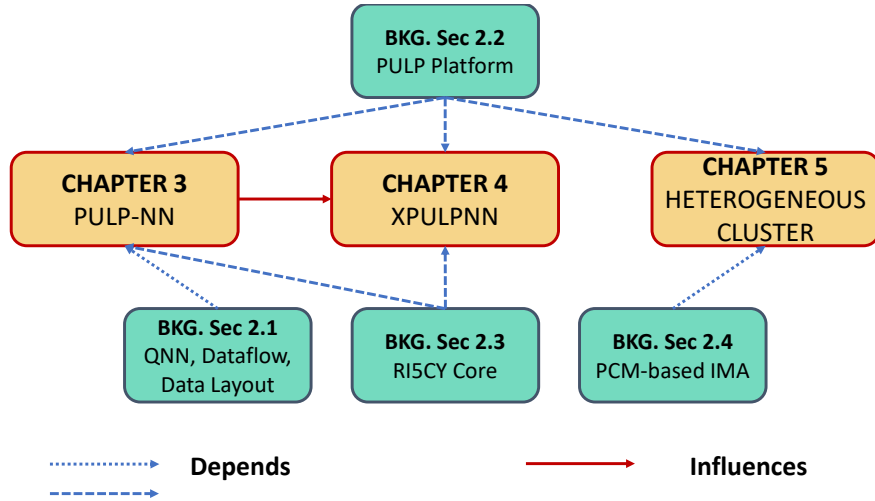 BKG. Sec 2.2
PULP Platform
CHAPTER 3
PULP-NN
CHAPTER 4
XPULPNN
CHAPTER 5
HETEROGENEOUS
CLUSTER
BKG. Sec 2.1
QNN, Dataflow,
Data Layout
BKG. Sec 2.3
RI5CY Core
BKG. Sec 2.4
PCM-based IMA
Depends
Influences